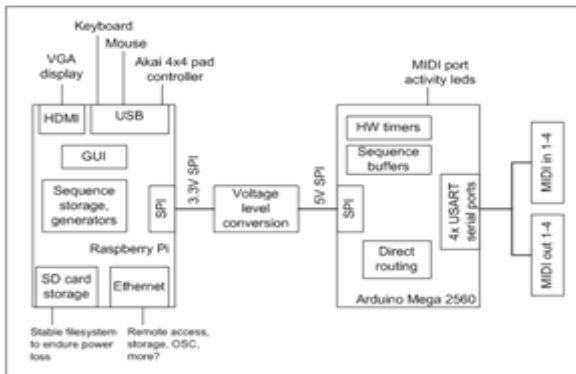 Keyboard
Mouse
VGA
display
Akai 4x4 pad
controller
HDMI
USB
GUI
Sequence
storage,
generators
SPI
Raspberry Pi
SD card
storage
Ethernet
Stable filesystem
to endure power
loss
Remote access,
storage, OSC,
more?
3.3V SPI
Voltage
level
conversion
5V SPI
MIDI port
activity leds
HW timers
Sequence
buffers
SPI
4x USART
serial ports
Direct
routing
Arduino Mega 2560
MIDI in 1-4
MIDI out 1-4